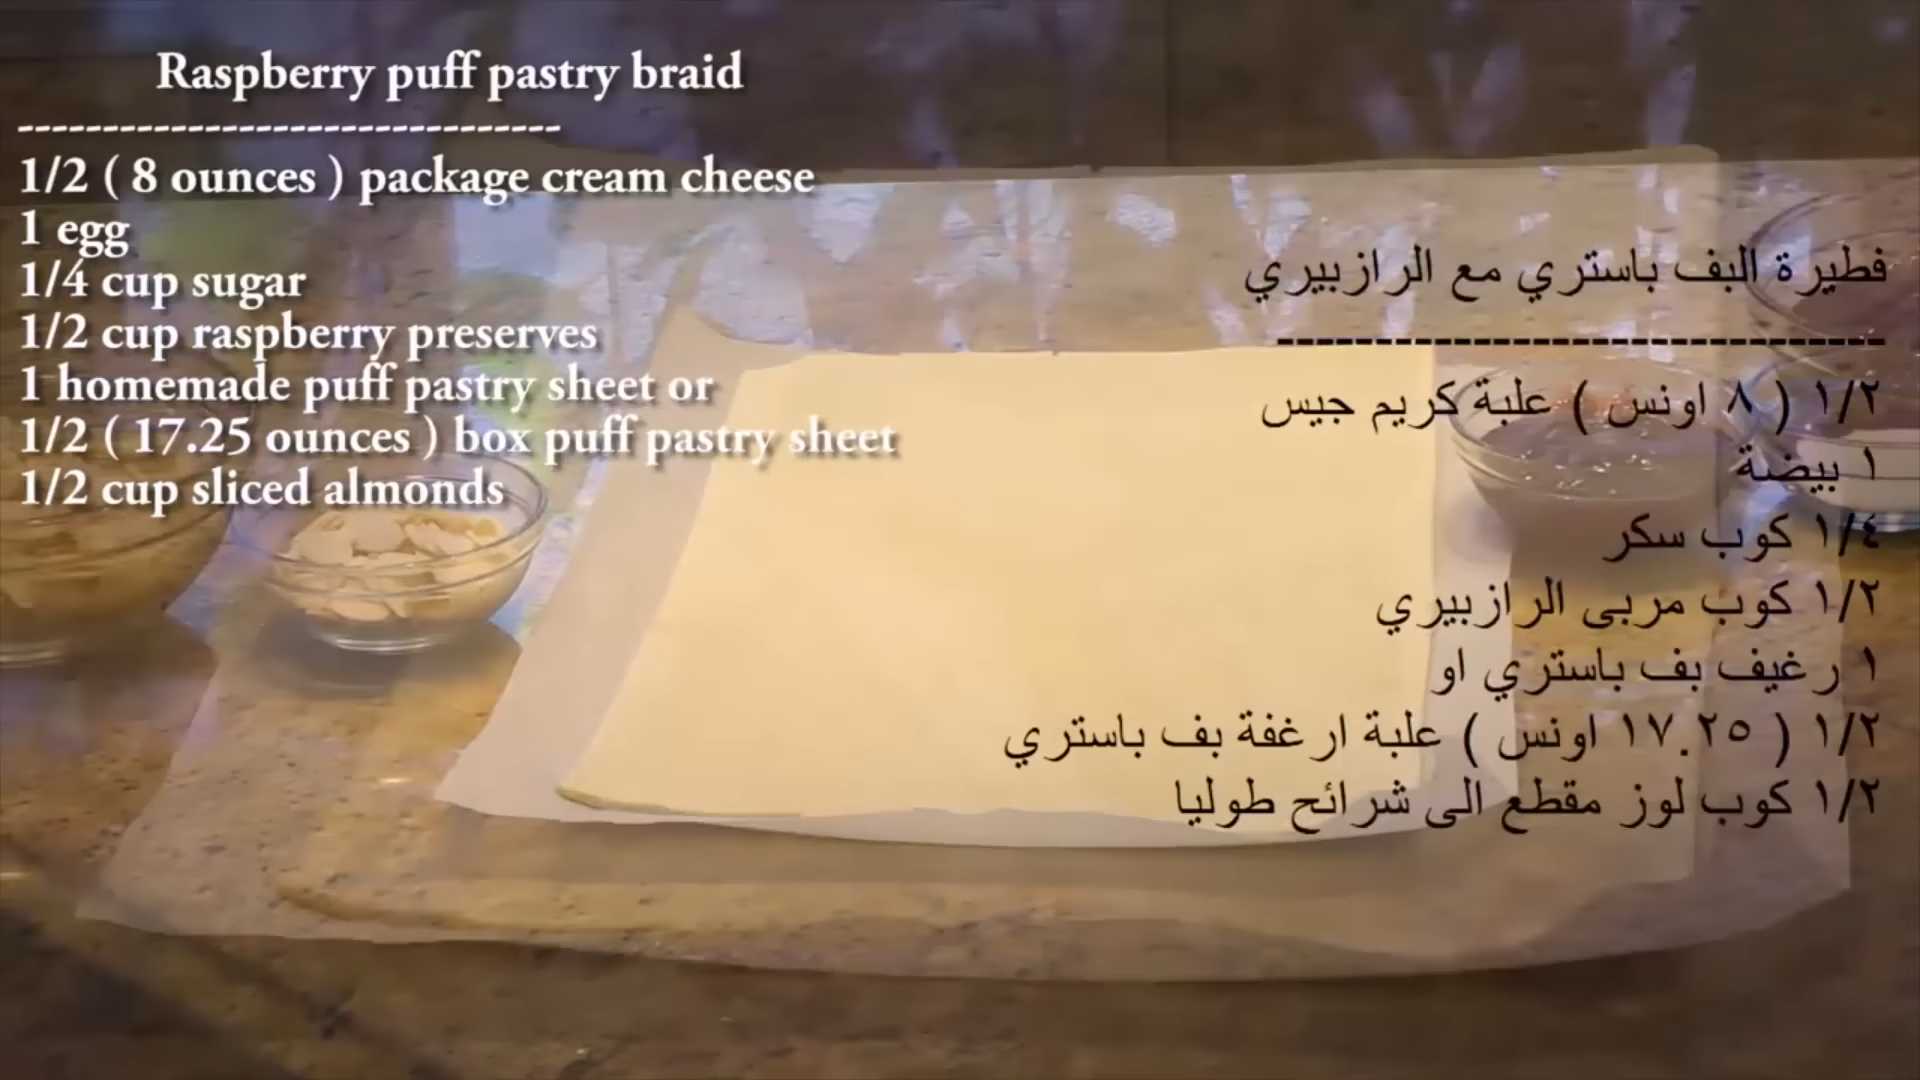 Raspberry puff pastry braid
--------------------------------
1/2 ( 8 ounces ) package cream cheese
1 egg
1/4 cup sugar
1/2 cup raspberry preserves
1 homemade puff pastry sheet or
1/2 ( 17.25 ounces ) box puff pastry sheet
1/2 cup sliced almonds
فطيرة البف باستري مع الرازبيري
--------------------------------
١/٢ ( ٨ اونس ) علبة كريم جيس
١ بيضة
١/٤ كوب سكر
١/٢ كوب مربى الرازبيري
١ رغيف بف باستري او
١/٢ ( ١٧.٢٥ اونس ) علبة ارغفة بف باستري
١/٢ كوب لوز مقطع الى شرائح طوليا